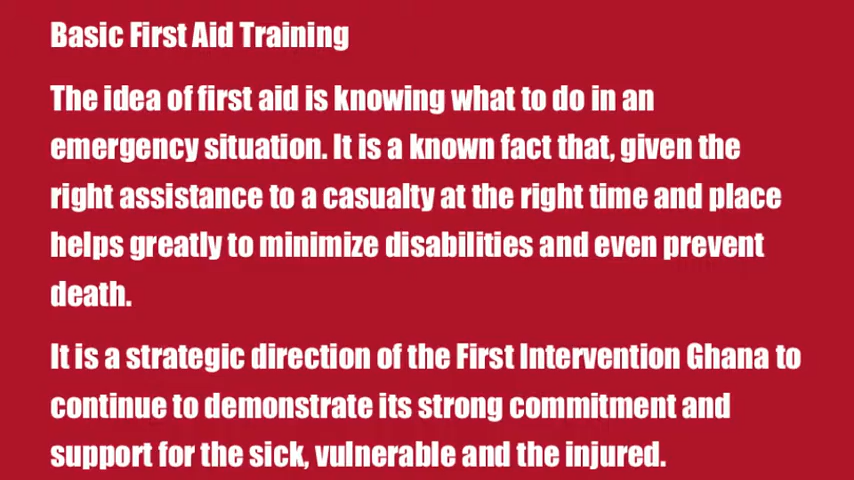 Basic First Aid Training
The idea of first aid is knowing what to do in an
emergency situation. It is a known fact that, given the
right assistance to a casualty at the right time and place
helps greatly to minimize disabilities and even prevent
death.
It is a strategic direction of the First Intervention Ghana to
continue to demonstrate its strong commitment and
support for the sick, vulnerable and the injured.